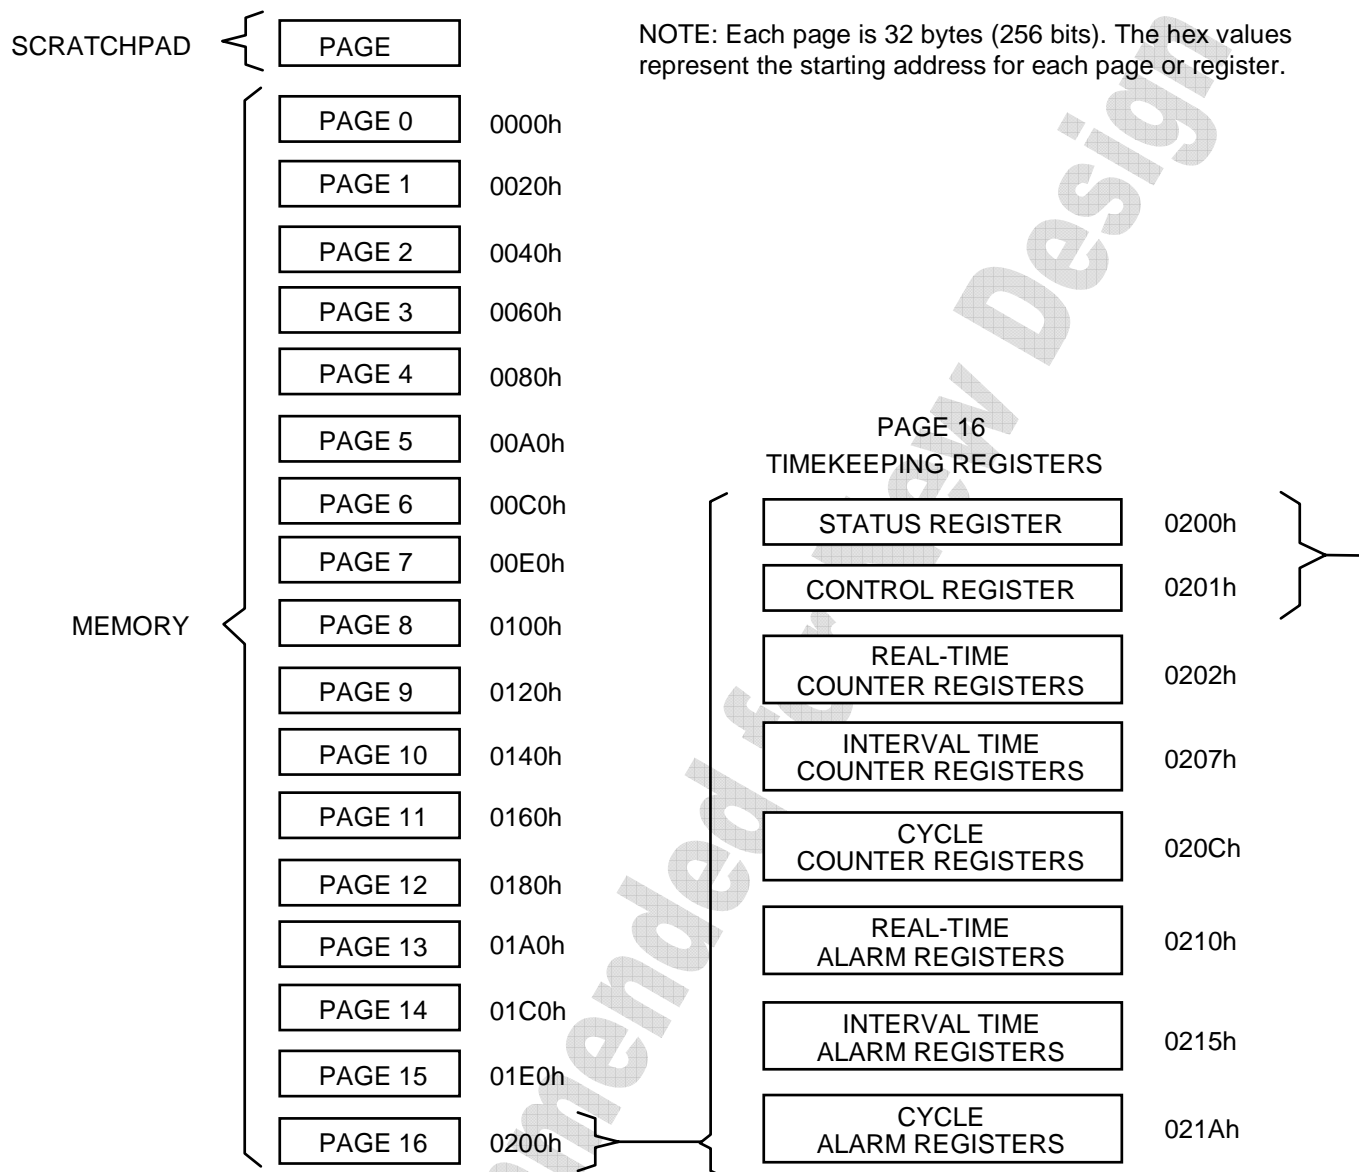 SCRATCHPAD
PAGE
NOTE: Each page is 32 bytes (256 bits). The hex values
represent the starting address for each page or register.
MEMORY
PAGE 0 0000h
PAGE 1 0020h
PAGE 2 0040h
PAGE 3 0060h
PAGE 4 0080h
PAGE 5 00A0h
PAGE 6 00C0h
PAGE 7 00E0h
PAGE 8 0100h
PAGE 9 0120h
PAGE 10 0140h
PAGE 11 0160h
PAGE 12 0180h
PAGE 13 01A0h
PAGE 14 01C0h
PAGE 15 01E0h
PAGE 16 0200h
PAGE 16
TIMEKEEPING REGISTERS
STATUS REGISTER 0200h
CONTROL REGISTER 0201h
REAL-TIME
COUNTER REGISTERS 0202h
INTERVAL TIME
COUNTER REGISTERS 0207h
CYCLE
COUNTER REGISTERS 020Ch
REAL-TIME
ALARM REGISTERS 0210h
INTERVAL TIME
ALARM REGISTERS 0215h
CYCLE
ALARM REGISTERS 021Ah
mmended for New Design